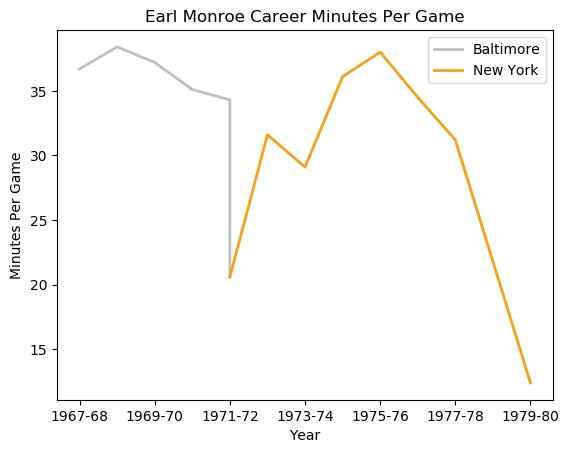 Earl Monroe Career Minutes Per Game
Baltimore
New York
Minutes Per Game
35
30
25
20
15
1967-68 1969-70 1971-72 1973-74 1975-76 1977-78 1979-80
Year